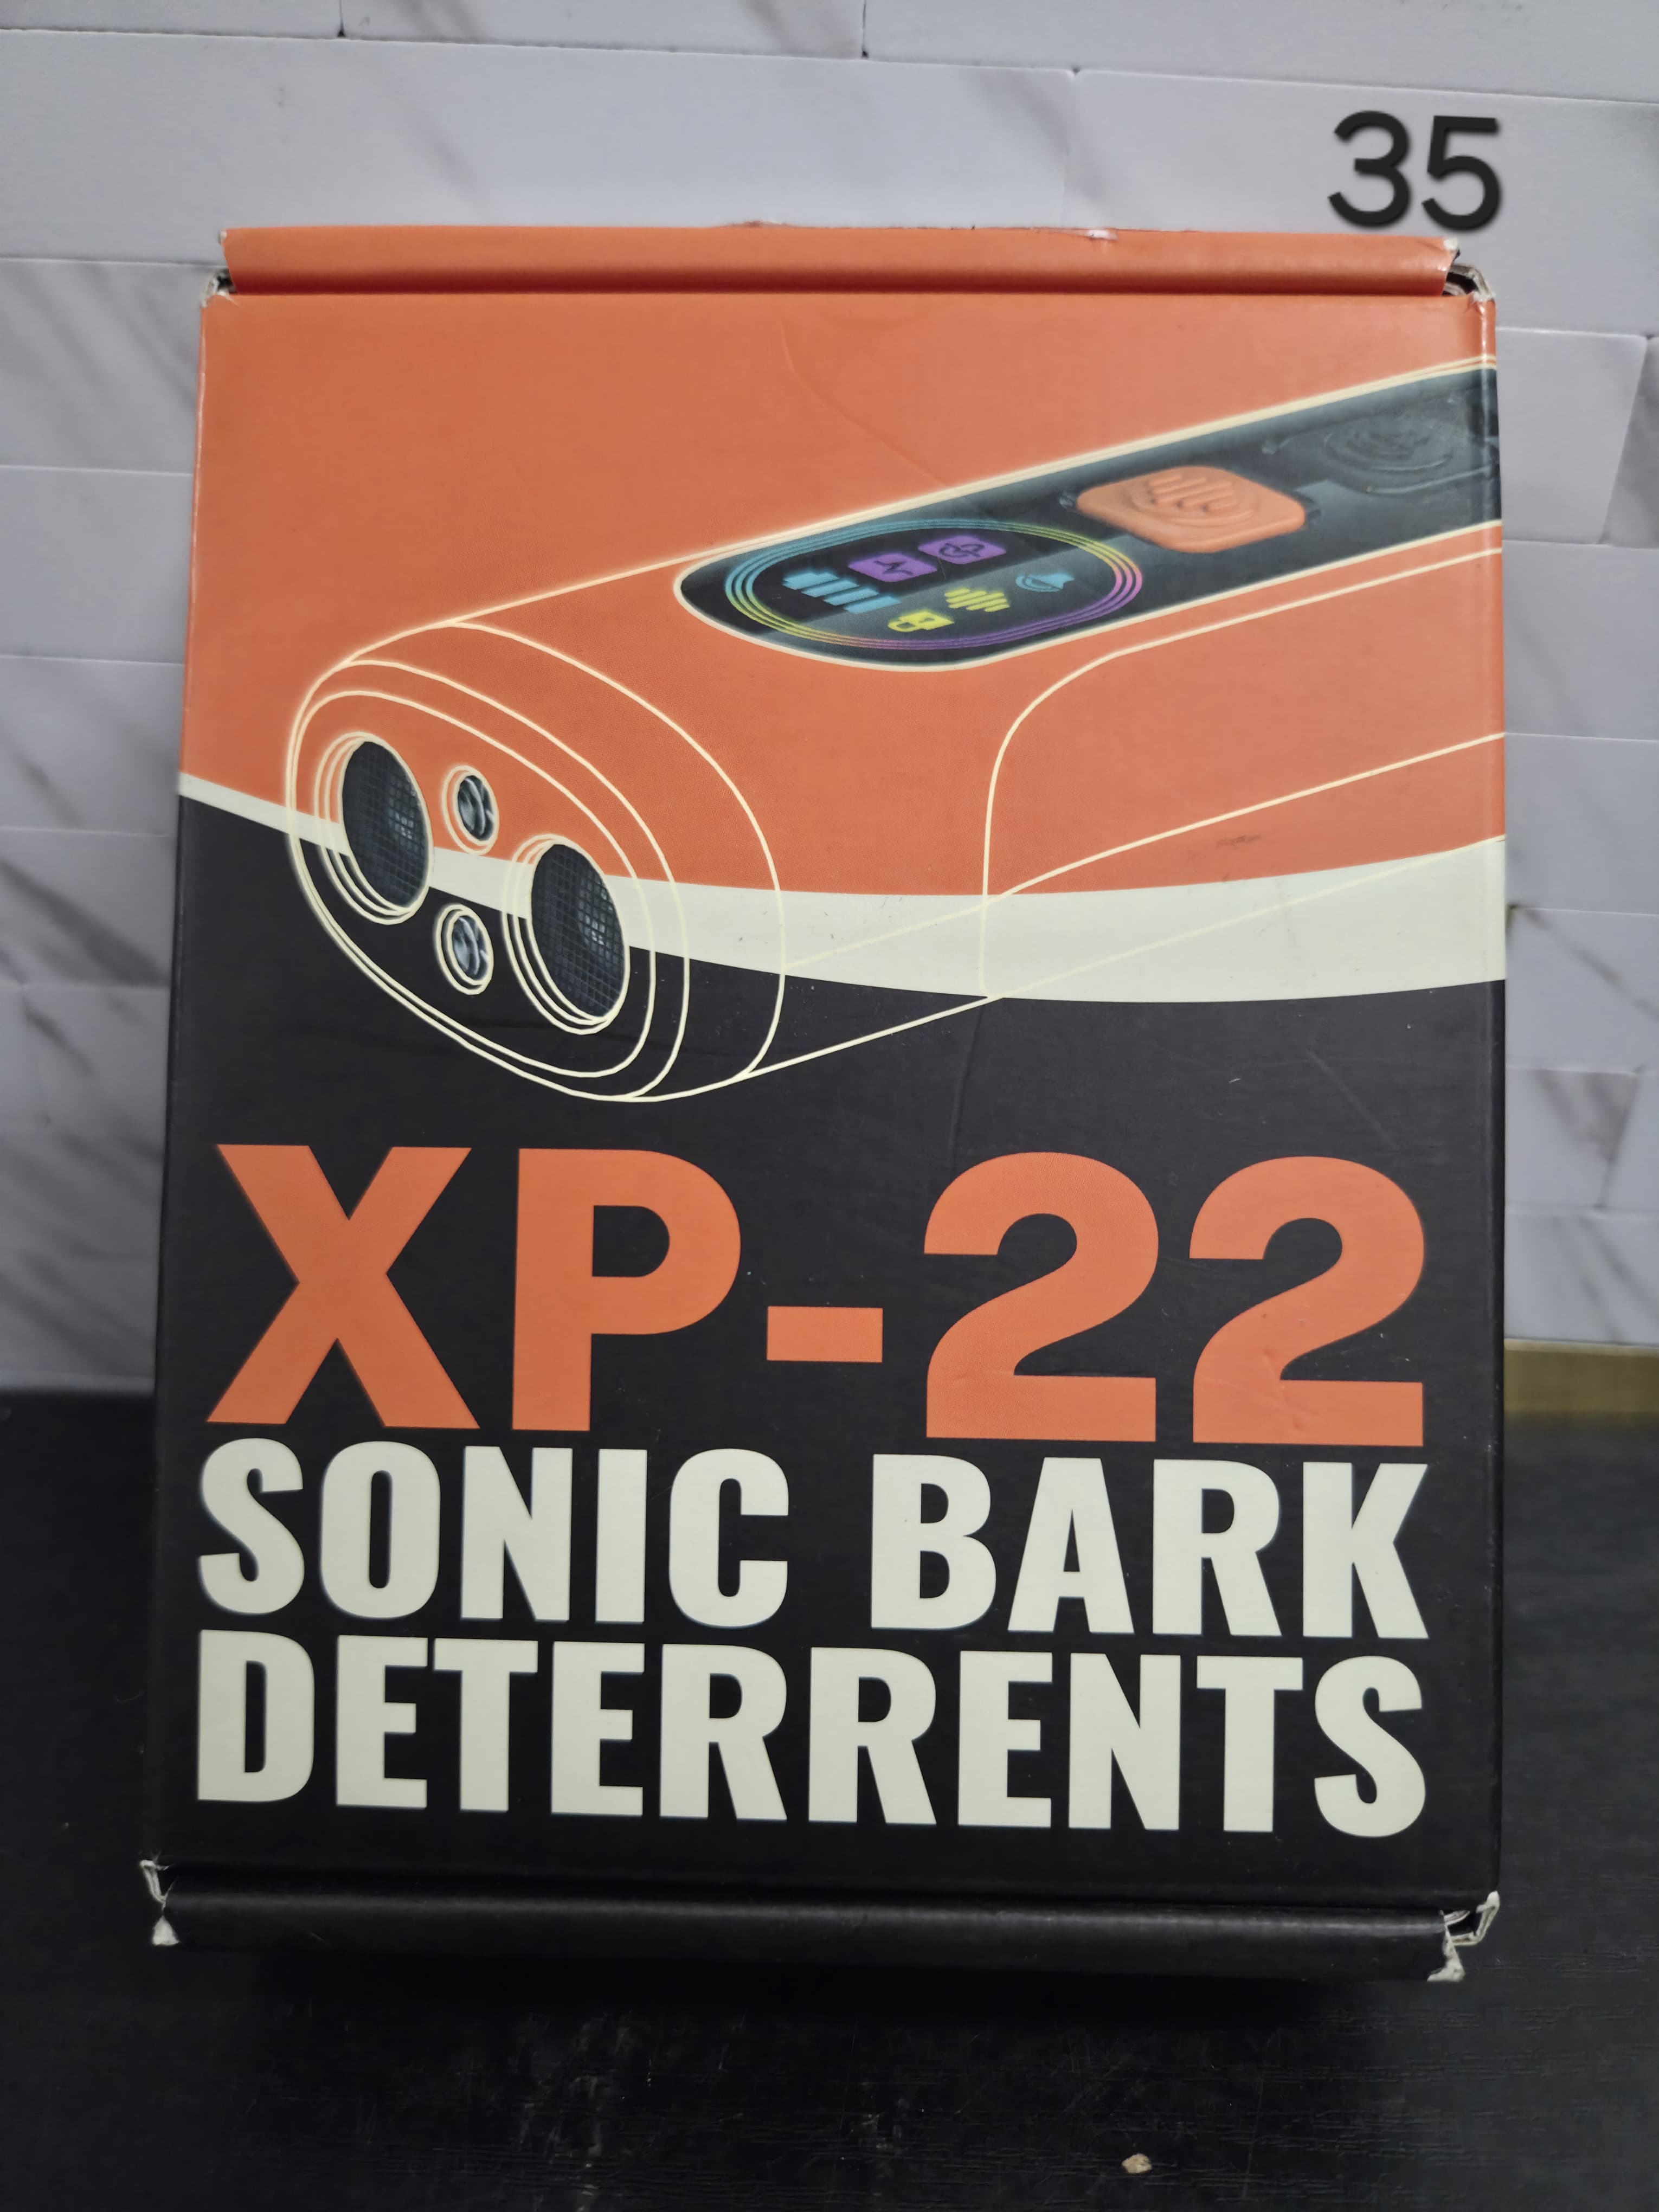 35
XP-22
SONIC BARK
DETERRENTS